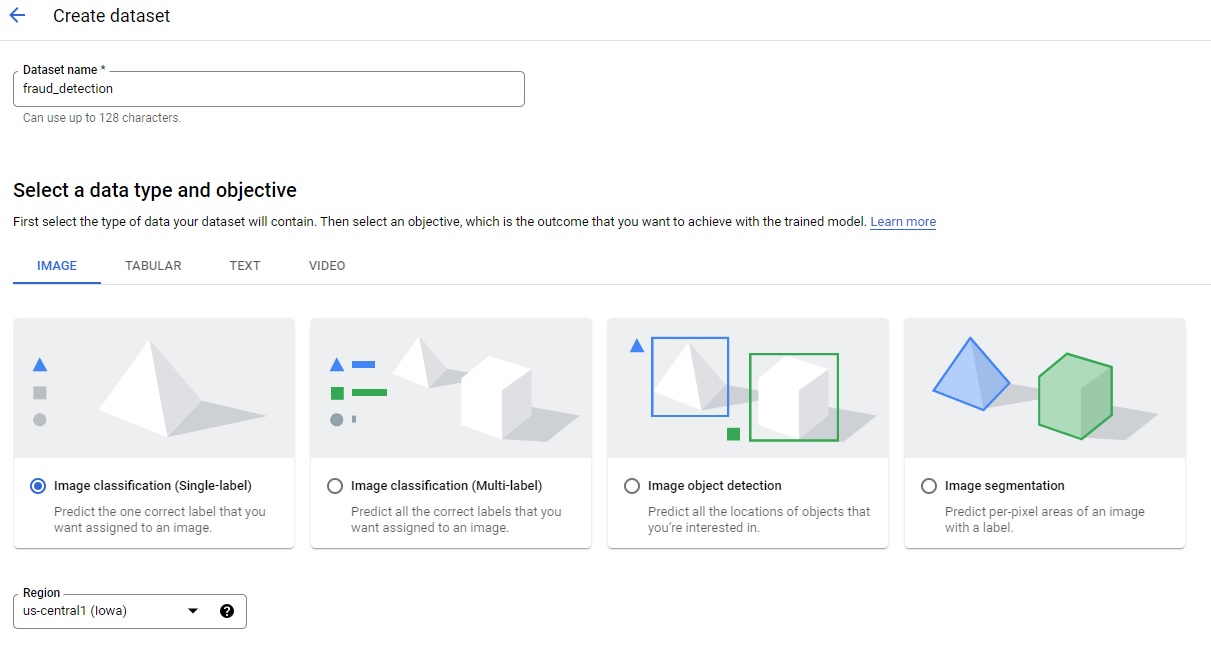 Create dataset
Dataset name *
fraud_detection
Can use up to 128 characters.
Select a data type and objective
First select the type of data your dataset will contain. Then select an objective, which is the outcome that you want to achieve with the trained model. Learn more
IMAGE TABULAR TEXT VIDEO
Image classification (Single-label)
Predict the one correct label that you
want assigned to an image.
Image classification (Multi-label)
Predict all the correct labels that you
want assigned to an image.
Image object detection
Predict all the locations of objects that
you're interested in.
Image segmentation
Predict per-pixel areas of an image
with a label.
Region
us-central1 (Iowa) ?